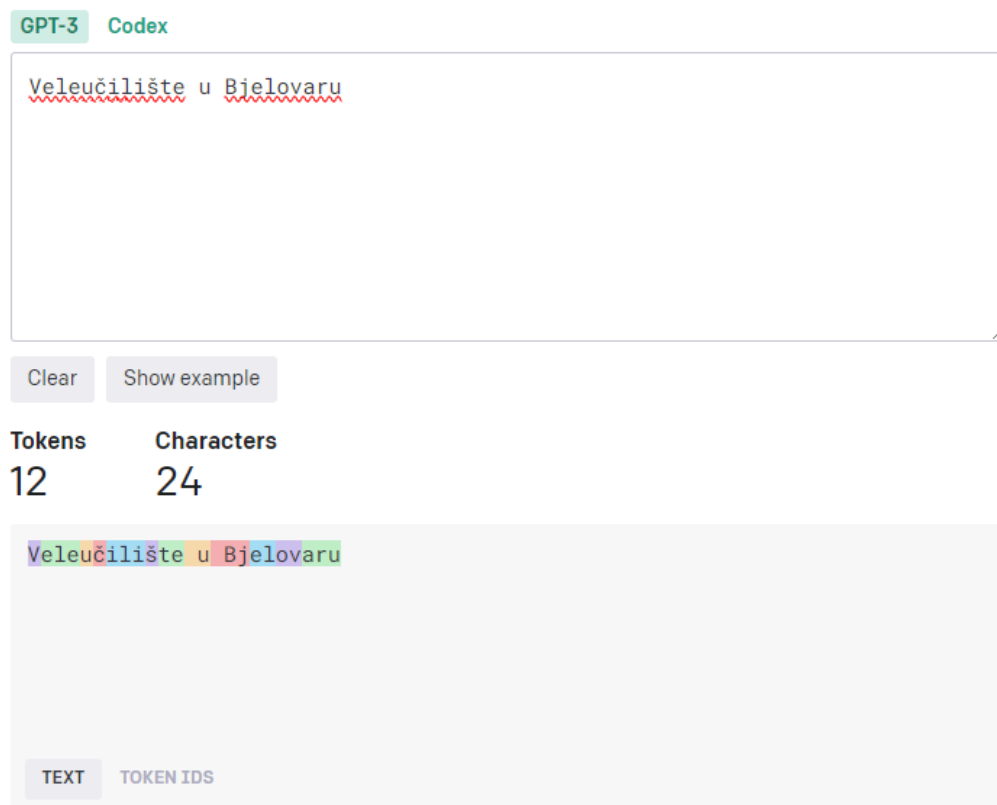 GPT-3 Codex
Veleučilište u Bjelovaru
Clear Show example
Tokens Characters
12 24
Veleučilište u Bjelovaru
TEXT TOKEN IDS